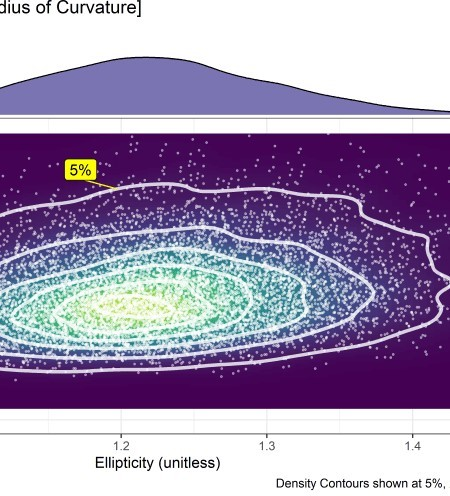 dius of Curvature]
5%
1.2 1.3 1.4
Ellipticity (unitless)
Density Contours shown at 5%,